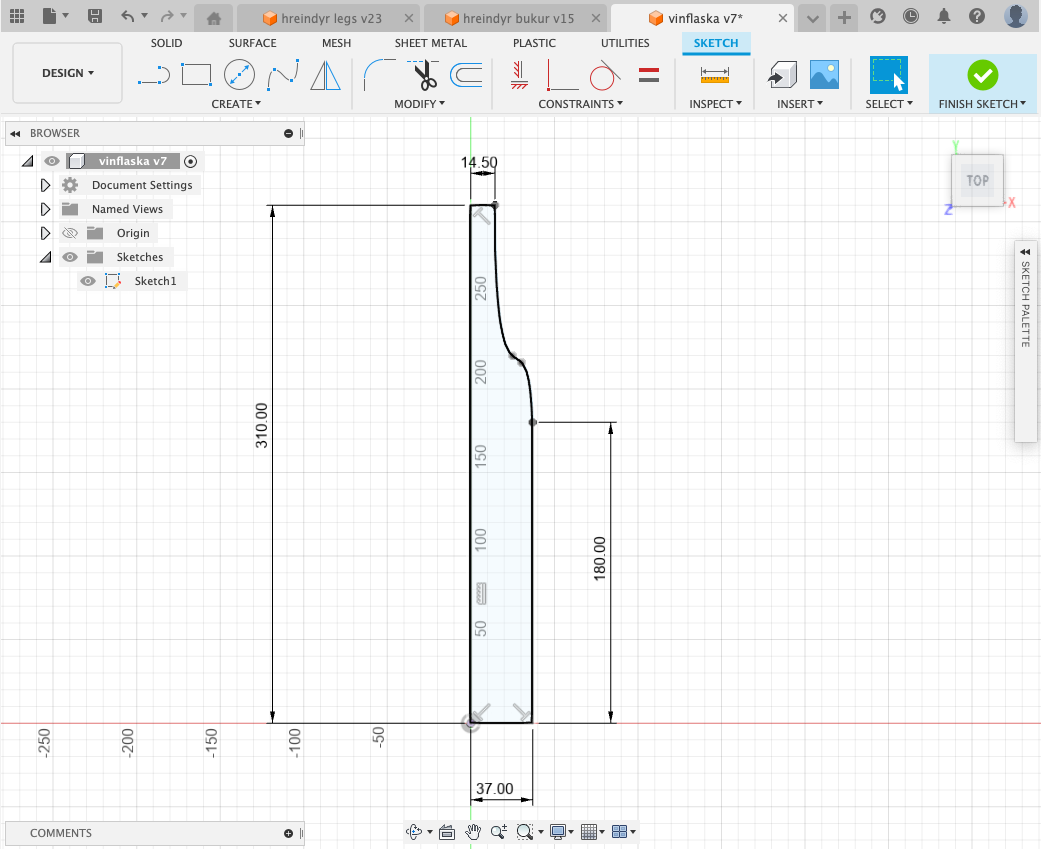 hreindyr legs v23
hreindyr bukur v15
vinflaska v7*
DESIGN
SOLID
SURFACE
MESH
SHEET METAL
PLASTIC
UTILITIES
SKETCH
CREATE
MODIFY
CONSTRAINTS
INSPECT
INSERT
SELECT
FINISH SKETCH
BROWSER
vinflaska v7
Document Settings
Named Views
Origin
Sketches
Sketch1
14.50
310.00
180.00
37.00
250
200
150
100
50
-250
-200
-150
-100
-50
Y
TOP
X
Z
SKETCH PALETTE
COMMENTS